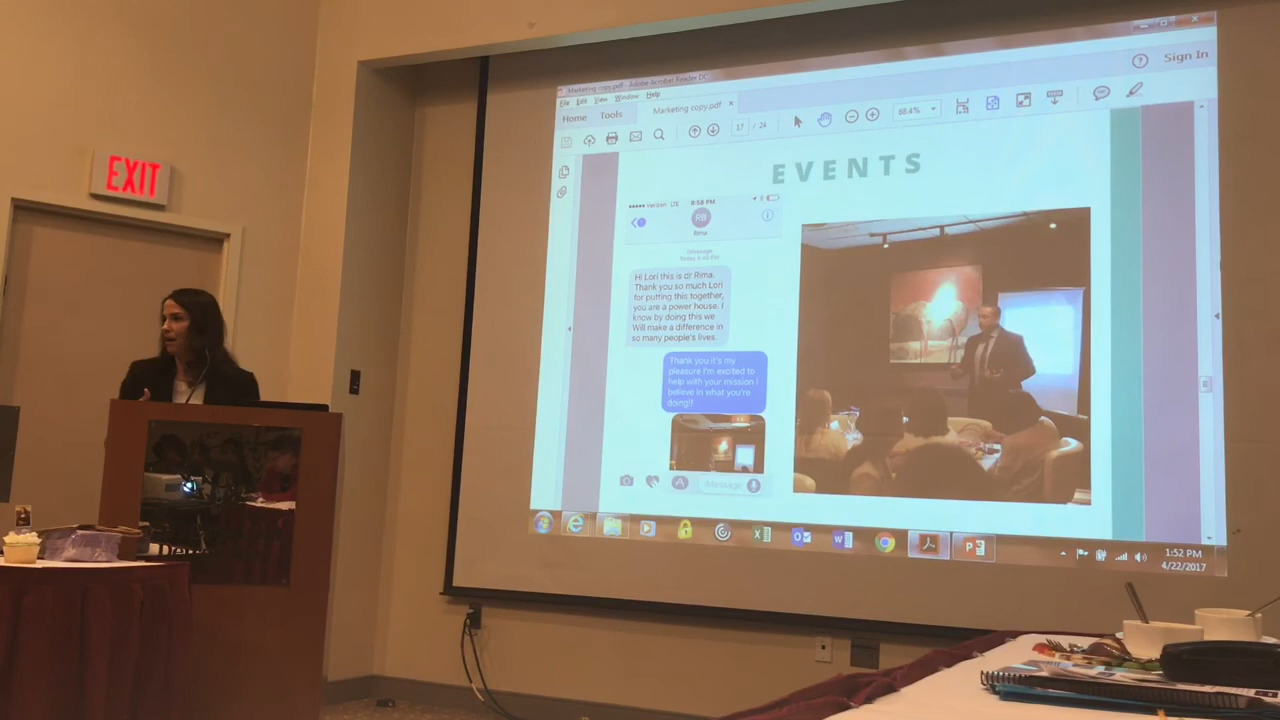 EXIT
Marketing copy.pdf - Adobe Acrobat Reader DC
File Edit View Window Help
Sign In
Home Tools Marketing copy.pdf ×
17 / 24
88.4%
EVENTS
Verizon LTE 8:58 PM
RB
Rima
iMessage
Hi Lori this is dr Rima.
Thank you so much Lori
for putting this together,
you are a power house. I
know by doing this we
Will make a difference in
so many people's lives.
Thank you it's my
pleasure I'm excited to
help with your mission I
believe in what you're
doing!!
iMessage
1:52 PM
4/22/2017